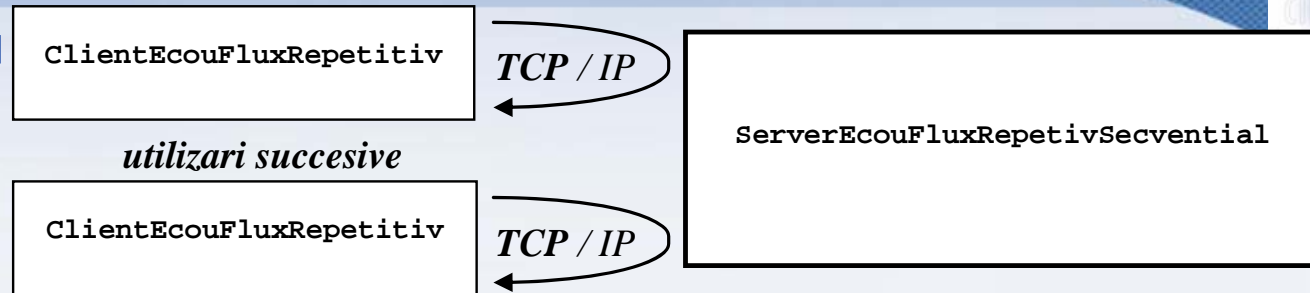 ClientEcouFluxRepetitiv
TCP / IP
ServerEcouFluxRepetivSecvential
utilizari succesive
ClientEcouFluxRepetitiv
TCP / IP